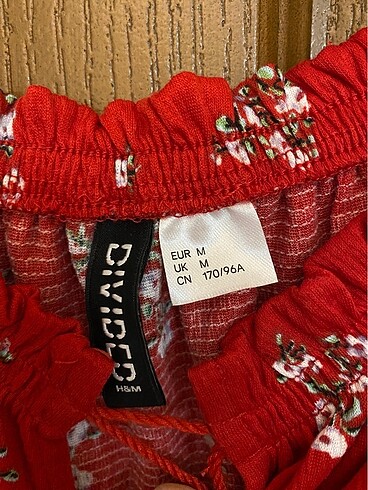 DIVIDED
H&M
EUR M
UK M
CN 170/96A